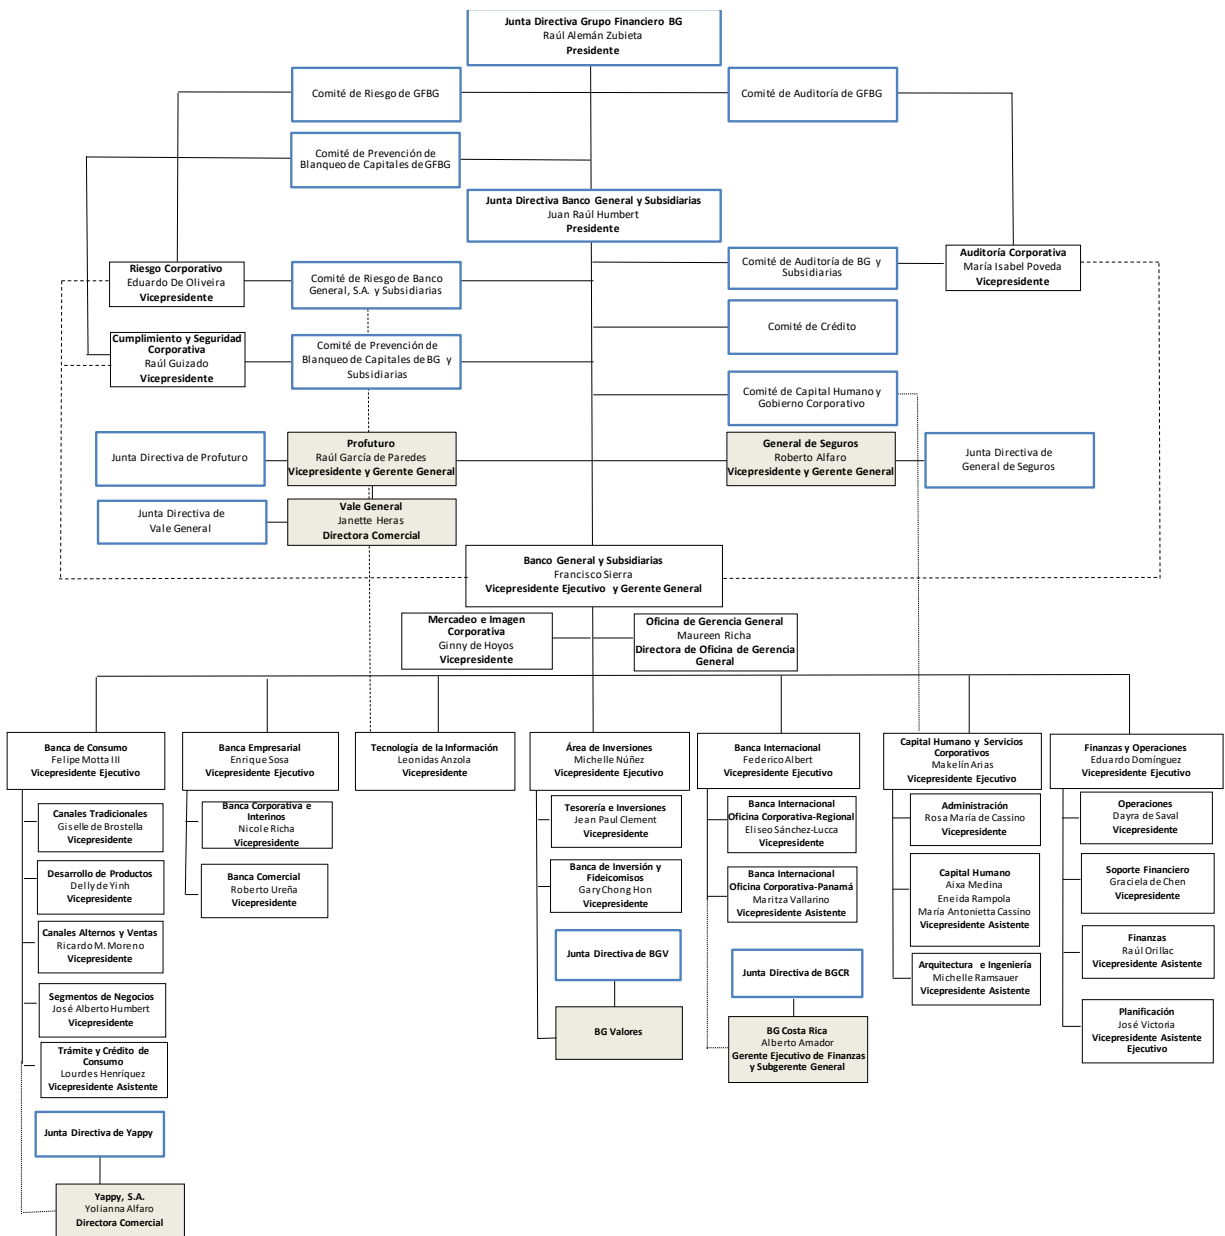 Junta Directiva Grupo Financiero BG
Raúl Alemán Zubieta
Presidente
Comité de Riesgo de GFBG
Comité de Auditoría de GFBG
Comité de Prevención de
Blanqueo de Capitales de GFBG
Junta Directiva Banco General y Subsidiarias
Juan Raúl Humbert
Presidente
Riesgo Corporativo
Eduardo De Oliveira
Vicepresidente
Comité de Riesgo de Banco
General, S.A. y Subsidiarias
Comité de Auditoría de BG y
Subsidiarias
Auditoría Corporativa
María Isabel Poveda
Vicepresidente
Comité de Crédito
Cumplimiento y Seguridad
Corporativa
Raúl Guizado
Vicepresidente
Comité de Prevención de
Blanqueo de Capitales de BG y
Subsidiarias
Comité de Capital Humano y
Gobierno Corporativo
Junta Directiva de Profuturo
Profuturo
Raúl García de Paredes
Vicepresidente y Gerente General
General de Seguros
Roberto Alfaro
Vicepresidente y Gerente General
Junta Directiva de
General de Seguros
Junta Directiva de
Vale General
Vale General
Janette Heras
Directora Comercial
Banco General y Subsidiarias
Francisco Sierra
Vicepresidente Ejecutivo y Gerente General
Mercadeo e Imagen
Corporativa
Ginny de Hoyos
Vicepresidente
Oficina de Gerencia General
Maureen Richa
Directora de Oficina de Gerencia
General
Banca de Consumo
Felipe Motta III
Vicepresidente Ejecutivo
Banca Empresarial
Enrique Sosa
Vicepresidente Ejecutivo
Tecnología de la Información
Leonidas Anzola
Vicepresidente
Área de Inversiones
Michelle Núñez
Vicepresidente Ejecutivo
Banca Internacional
Federico Albert
Vicepresidente Ejecutivo
Capital Humano y Servicios
Corporativos
Makelín Arias
Vicepresidente Ejecutivo
Finanzas y Operaciones
Eduardo Domínguez
Vicepresidente Ejecutivo
Canales Tradicionales
Giselle de Brostella
Vicepresidente
Desarrollo de Productos
Delly de Yinh
Vicepresidente
Canales Alternos y Ventas
Ricardo M. Moreno
Vicepresidente
Segmentos de Negocios
José Alberto Humbert
Vicepresidente
Trámite y Crédito de
Consumo
Lourdes Henríquez
Vicepresidente Asistente
Junta Directiva de Yappy
Yappy, S.A.
Yolianna Alfaro
Directora Comercial
Banca Corporativa e
Interinos
Nicole Richa
Vicepresidente
Banca Comercial
Roberto Ureña
Vicepresidente
Tesorería e Inversiones
Jean Paul Clement
Vicepresidente
Banca de Inversión y
Fideicomisos
Gary Chong Hon
Vicepresidente
Junta Directiva de BGV
BG Valores
Banca Internacional
Oficina Corporativa-Regional
Eliseo Sánchez-Lucca
Vicepresidente
Banca Internacional
Oficina Corporativa-Panamá
Maritza Vallarino
Vicepresidente Asistente
Junta Directiva de BGCR
BG Costa Rica
Alberto Amador
Gerente Ejecutivo de Finanzas
y Subgerente General
Administración
Rosa María de Cassino
Vicepresidente
Capital Humano
Aixa Medina
Eneida Rampola
María Antonietta Cassino
Vicepresidente Asistente
Arquitectura e Ingeniería
Michelle Ramsauer
Vicepresidente Asistente
Operaciones
Dayra de Saval
Vicepresidente
Soporte Financiero
Graciela de Chen
Vicepresidente
Finanzas
Raúl Orillac
Vicepresidente Asistente
Planificación
José Victoria
Vicepresidente Asistente
Ejecutivo